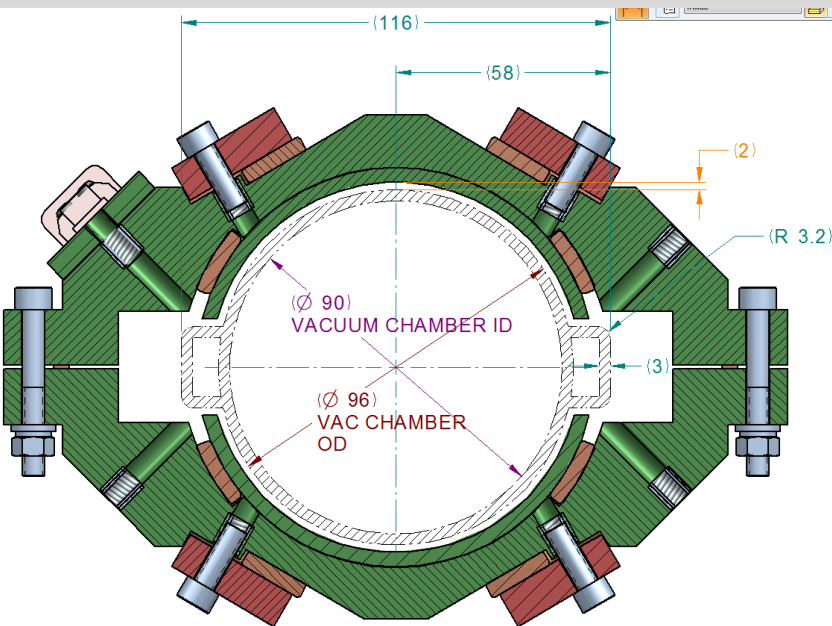 (116)
(58)
(2)
(R 3.2)
(Ø 90)
VACUUM CHAMBER ID
(3)
(Ø 96)
VAC CHAMBER
OD